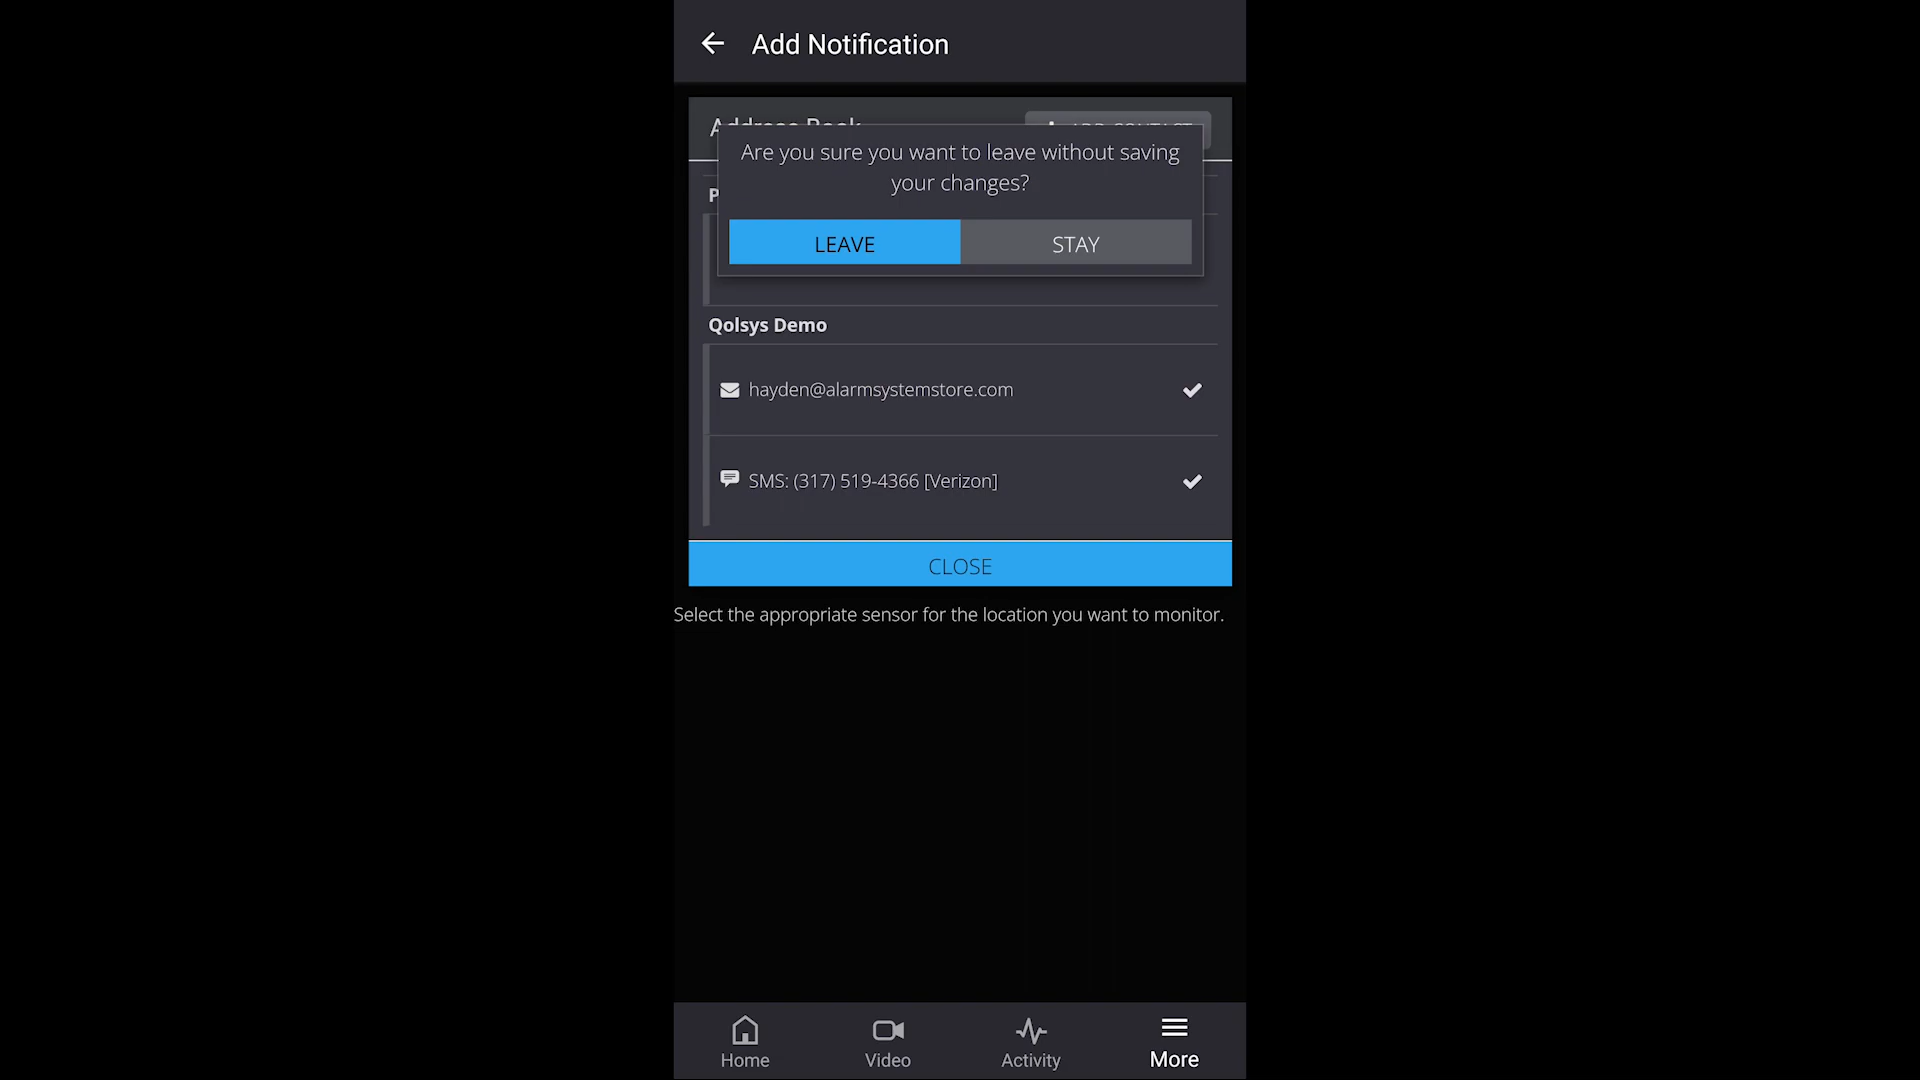 Add Notification
Are you sure you want to leave without saving
your changes?
LEAVE
STAY
Qolsys Demo
hayden@alarmsystemstore.com
SMS: (317) 519-4366 [Verizon]
CLOSE
Select the appropriate sensor for the location you want to monitor.
Home
Video
Activity
More